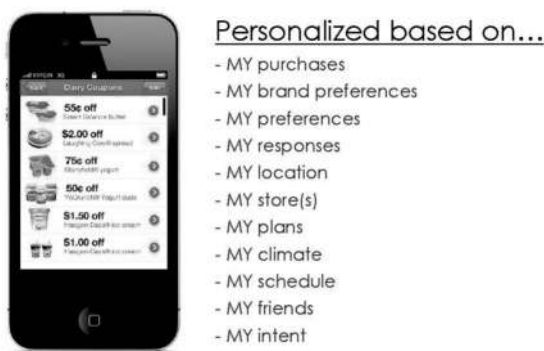 Personalized based on...
- MY purchases
- MY brand preferences
- MY preferences
- MY responses
- MY location
- MY store(s)
- MY plans
- MY climate
- MY schedule
- MY friends
- MY intent
Dairy Coupons
55¢ off
$2.00 off
75¢ off
50¢ off
$1.50 off
$1.00 off